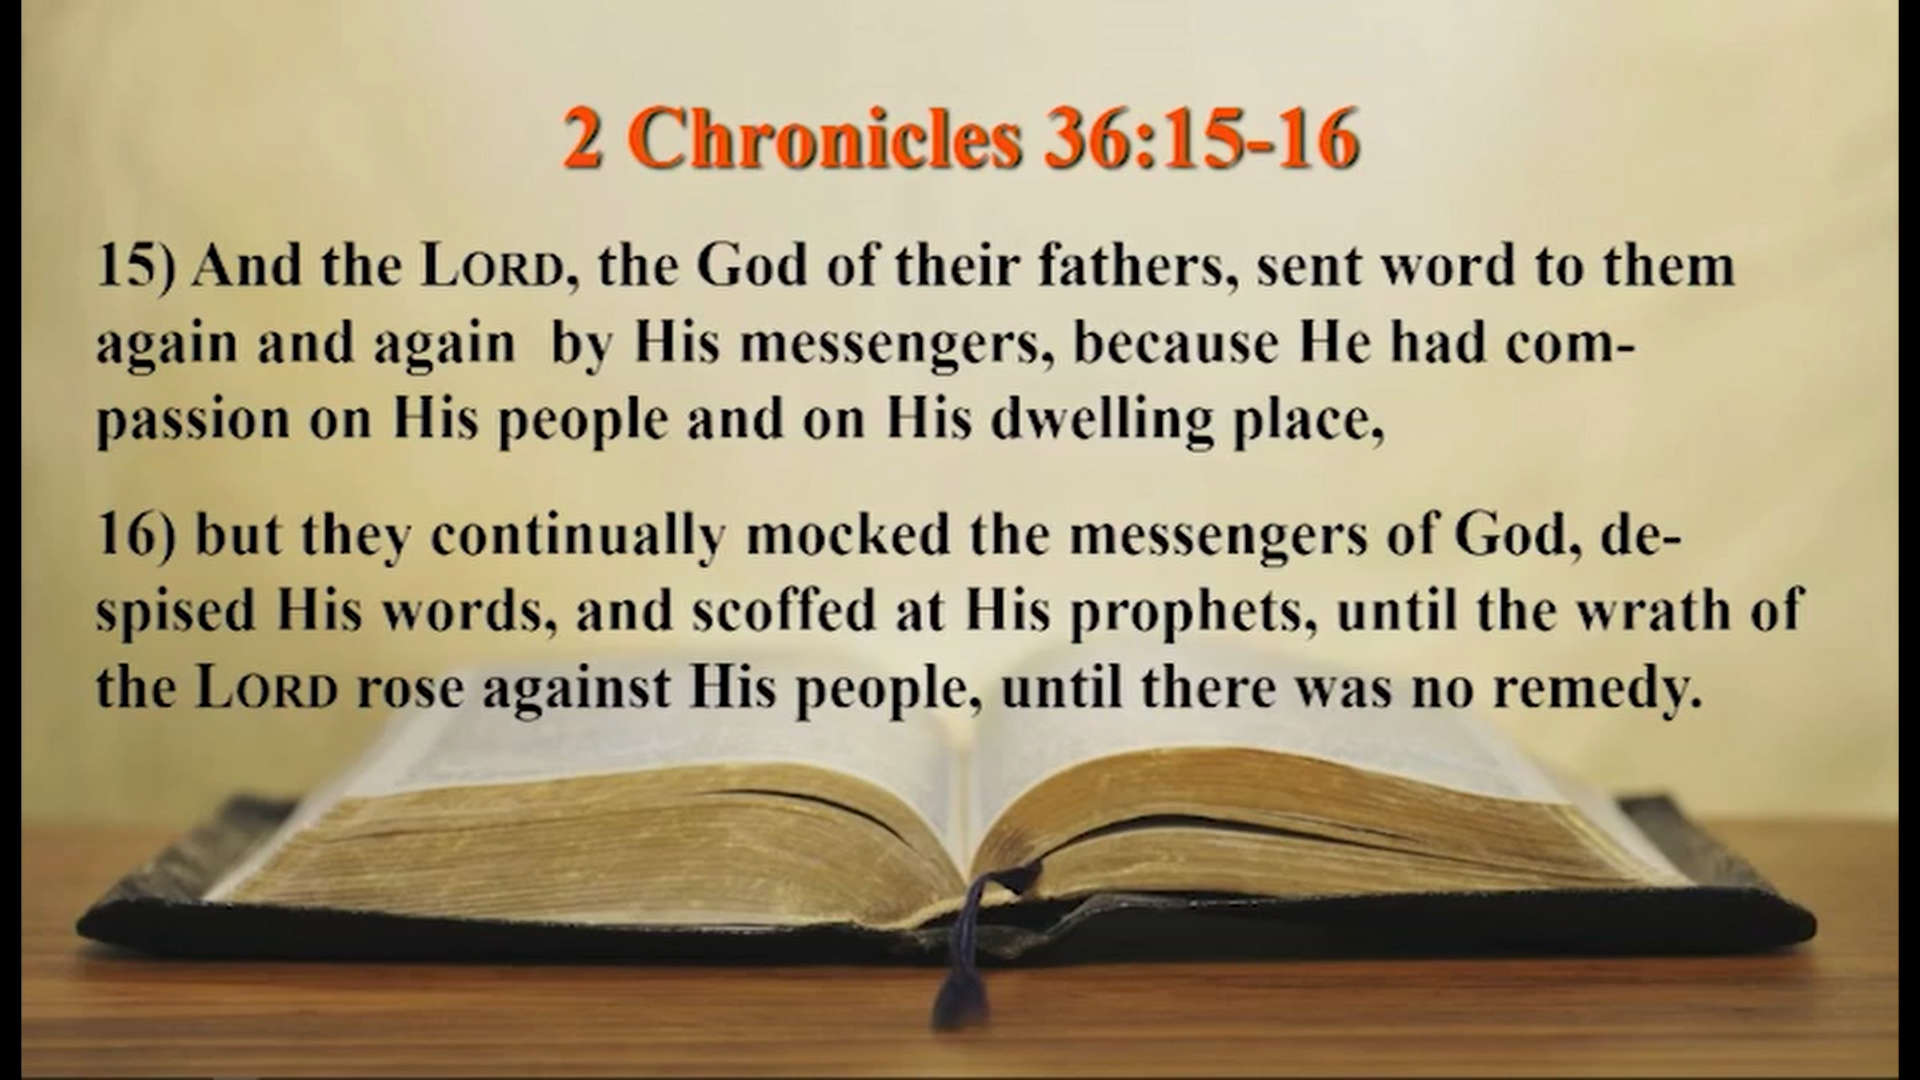 2 Chronicles 36:15-16
15) And the LORD, the God of their fathers, sent word to them
again and again  by His messengers, because He had com-
passion on His people and on His dwelling place,
16) but they continually mocked the messengers of God, de-
spised His words, and scoffed at His prophets, until the wrath of
the LORD rose against His people, until there was no remedy.